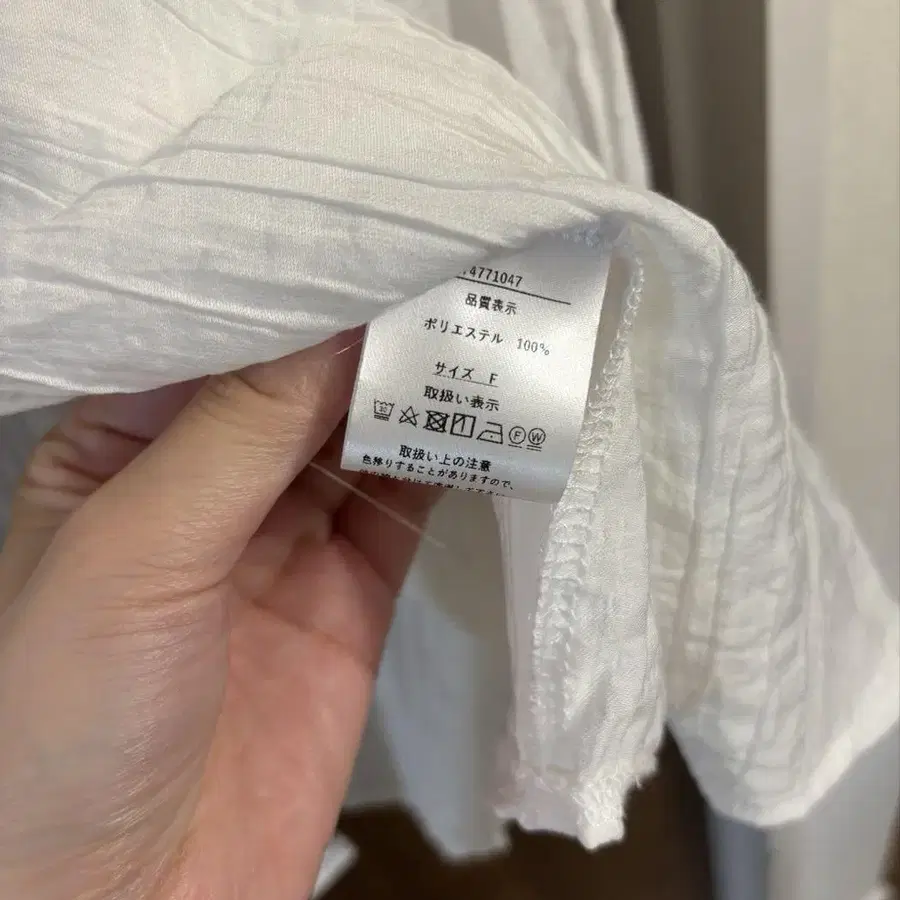 4771047
品質表示
ポリエステル 100%
サイズ F
取扱い表示
30 F W
取扱い上の注意
色移りすることがありますので、